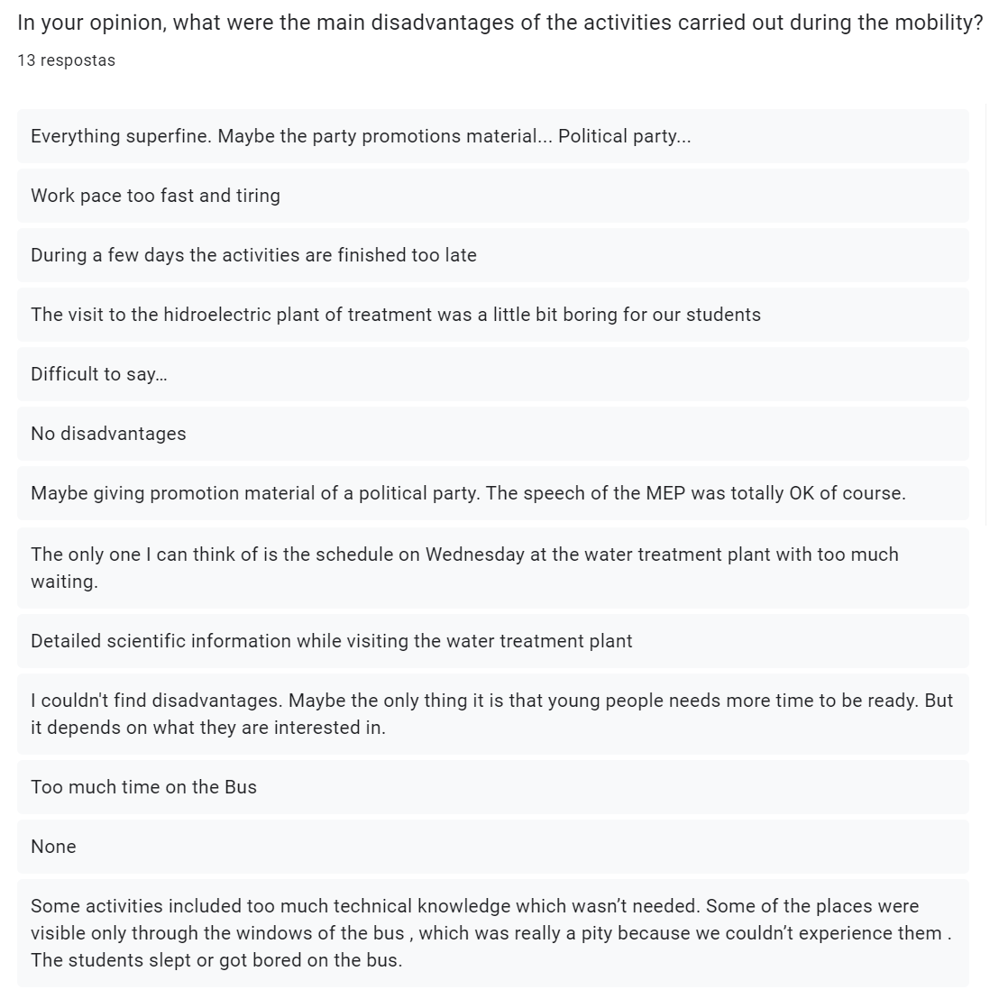 In your opinion, what were the main disadvantages of the activities carried out during the mobility?
13 respostas
Everything superfine. Maybe the party promotions material... Political party...
Work pace too fast and tiring
During a few days the activities are finished too late
The visit to the hidroelectric plant of treatment was a little bit boring for our students
Difficult to say…
No disadvantages
Maybe giving promotion material of a political party. The speech of the MEP was totally OK of course.
The only one I can think of is the schedule on Wednesday at the water treatment plant with too much
waiting.
Detailed scientific information while visiting the water treatment plant
I couldn't find disadvantages. Maybe the only thing it is that young people needs more time to be ready. But
it depends on what they are interested in.
Too much time on the Bus
None
Some activities included too much technical knowledge which wasn’t needed. Some of the places were
visible only through the windows of the bus , which was really a pity because we couldn’t experience them .
The students slept or got bored on the bus.